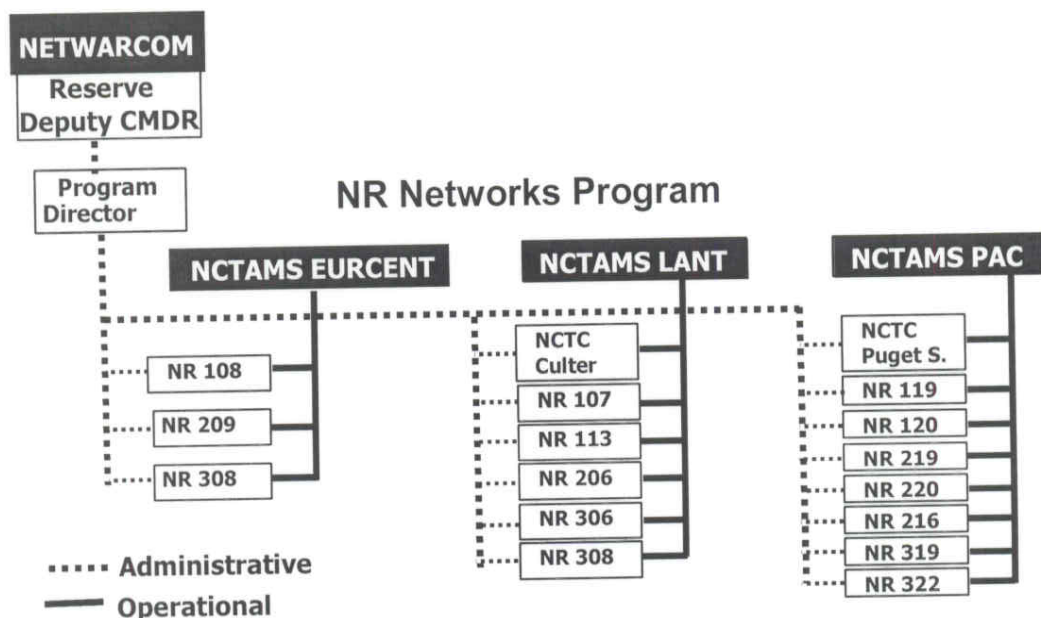 NETWARCOM
Reserve
Deputy CMDR
Program
Director
NR Networks Program
NCTAMS EURCENT
NR 108
NR 209
NR 308
NCTAMS LANT
NCTC
Culter
NR 107
NR 113
NR 206
NR 306
NR 308
NCTAMS PAC
NCTC
Puget S.
NR 119
NR 120
NR 219
NR 220
NR 216
NR 319
NR 322
Administrative
Operational